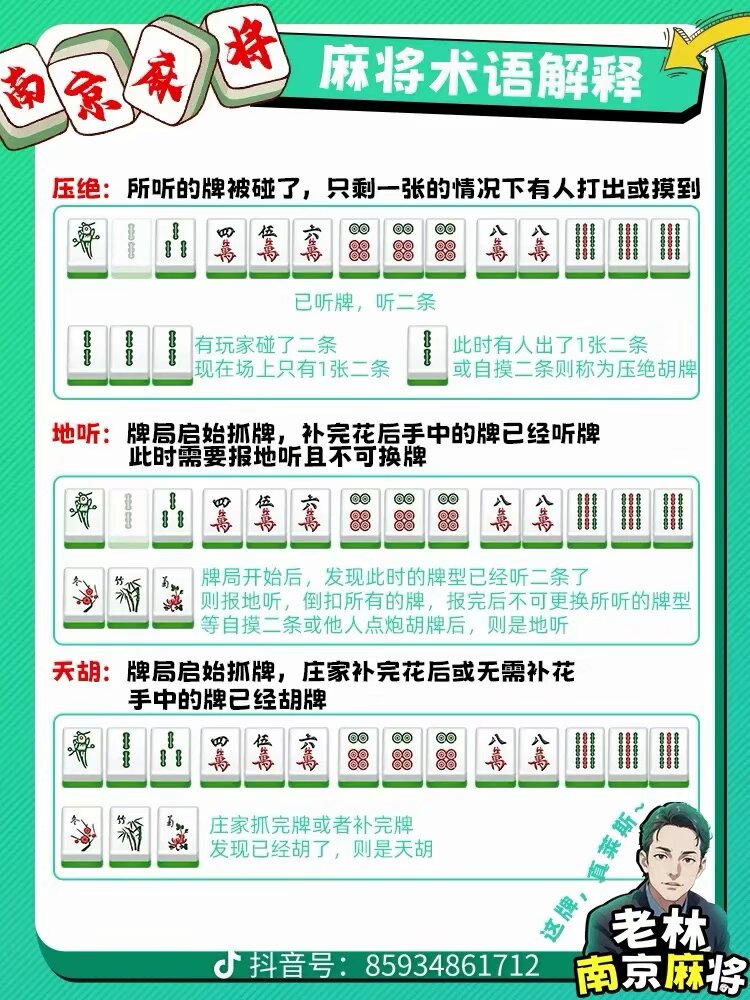 南京麻将
麻将术语解释
压绝：所听的牌被碰了，只剩一张的情况下有人打出或摸到
四萬 伍萬 六萬 八萬 八萬
已听牌，听二条
有玩家碰了二条
现在场上只有1张二条
此时有人出了1张二条
或自摸二条则称为压绝胡牌
地听：牌局启始抓牌，补完花后手中的牌已经听牌
此时需要报地听且不可换牌
四萬 伍萬 六萬 八萬 八萬
冬 竹 菊
牌局开始后，发现此时的牌型已经听二条了
则报地听，倒扣所有的牌，报完后不可更换所听的牌型
等自摸二条或他人点炮胡牌后，则是地听
天胡：牌局启始抓牌，庄家补完花后或无需补花
手中的牌已经胡牌
四萬 伍萬 六萬 八萬 八萬
冬 竹 菊
庄家抓完牌或者补完牌
发现已经胡了，则是天胡
这牌，真莱斯~
老林
南京麻将
抖音号：85934861712